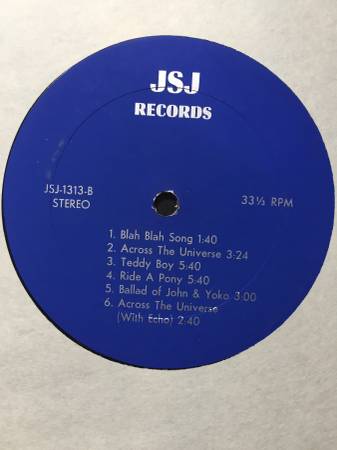 JSJ
RECORDS
JSJ-1313-B
STEREO
33⅓ RPM
1. Blah Blah Song 1:40
2. Across The Universe 3-24
3. Teddy Boy 5:40
4. Ride A Pony 5:40
5. Ballad of John & Yoko 3:00
6. Across The Universe
(With Echo) 2:40